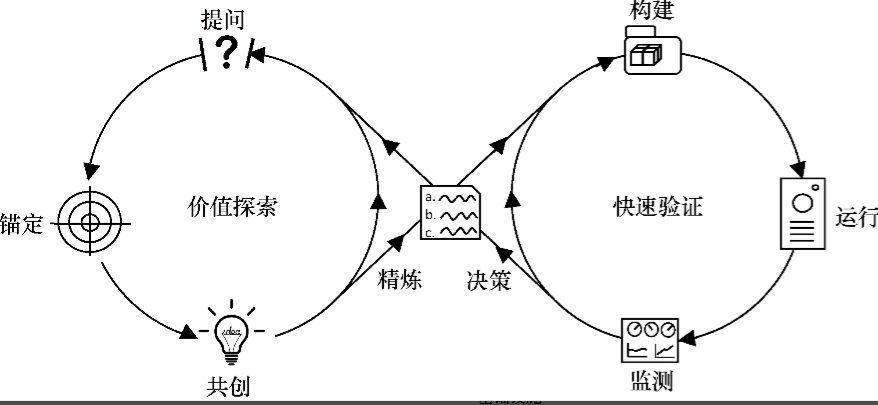 提问
构建
锚定
价值探索
a.
b.
c.
快速验证
运行
精炼
决策
idea
共创
监测